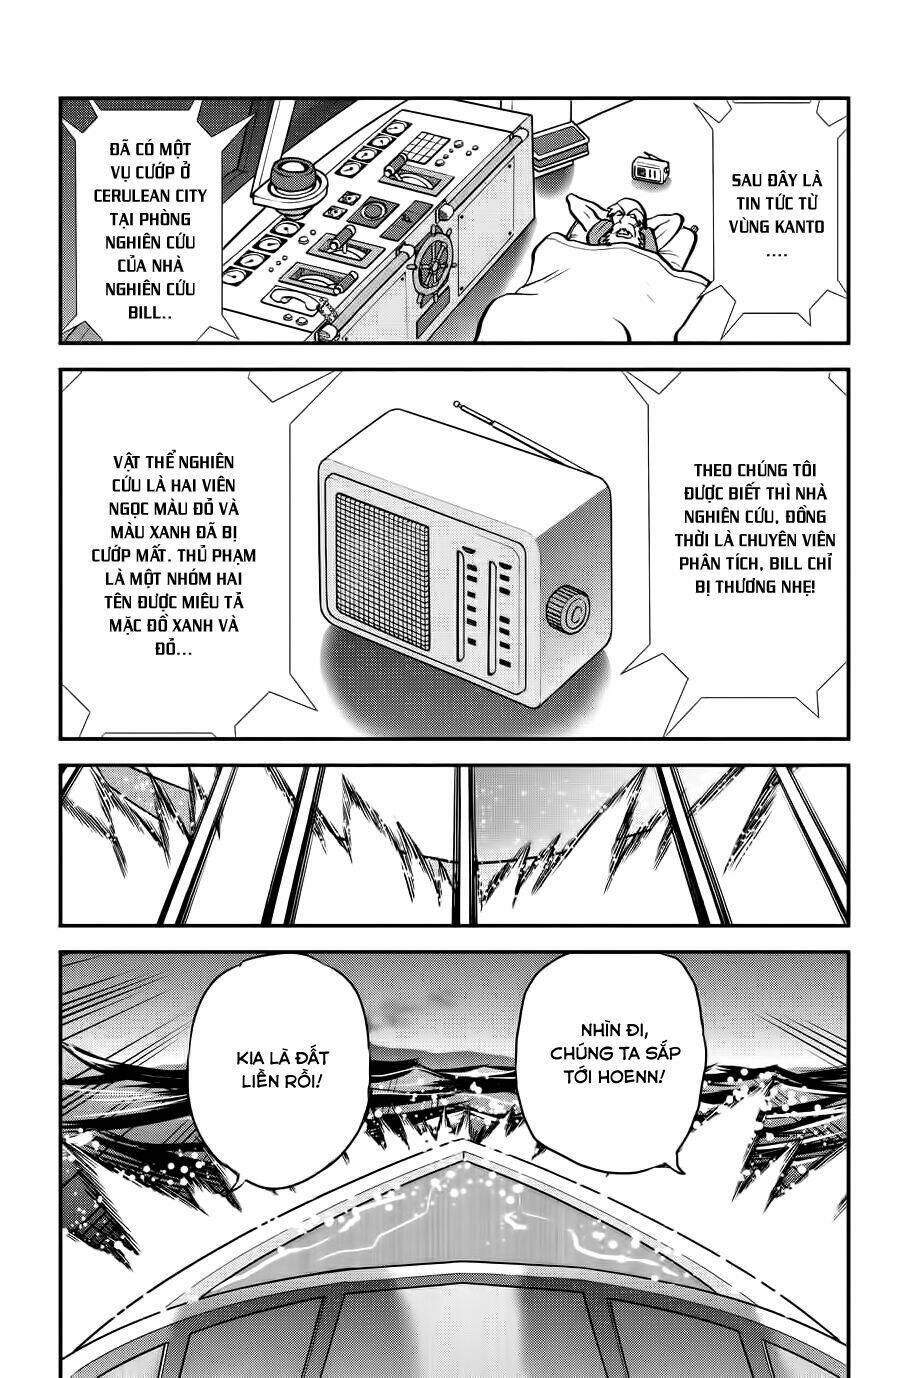 SAU ĐÂY LÀ
TIN TỨC TỪ
VÙNG KANTO
....
ĐÃ CÓ MỘT
VỤ CƯỚP Ở
CERULEAN CITY
TẠI PHÒNG
NGHIÊN CỨU
CỦA NHÀ
NGHIÊN CỨU
BILL..
THEO CHÚNG TÔI
ĐƯỢC BIẾT THÌ NHÀ
NGHIÊN CỨU, ĐỒNG
THỜI LÀ CHUYÊN VIÊN
PHÂN TÍCH, BILL CHỈ
BỊ THƯƠNG NHẸ!
VẬT THỂ NGHIÊN
CỨU LÀ HAI VIÊN
NGỌC MÀU ĐỎ VÀ
MÀU XANH ĐÃ BỊ
CƯỚP MẤT. THỦ PHẠM
LÀ MỘT NHÓM HAI
TÊN ĐƯỢC MIÊU TẢ
MẶC ĐỒ XANH VÀ
ĐỎ...
NHÌN ĐI,
CHÚNG TA SẮP
TỚI HOENN!
KIA LÀ ĐẤT
LIỀN RỒI!